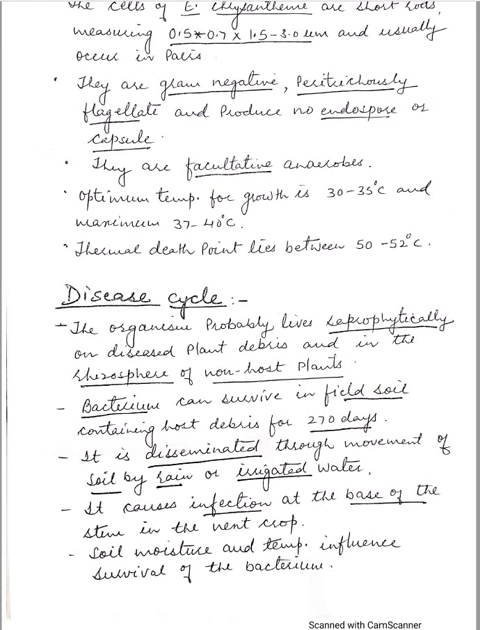 The cells of E. chrysanthemi are short rods,
measuring 0.5*0.7 x 1.5-3.0 um and usually
occur in Pairs
• They are gram negative, Peritrichously
flagellate and Produce no endospore or
capsule.
• They are facultative anaerobes.
• Optimum temp. for growth is 30-35°c and
maximum 37-40°C.
• Thermal death Point lies between 50-52°c.
Disease cycle :-
- The organism Probably lives saprophytically
on diseased Plant debris and in the
rhizosphere of non-host Plants.
- Bacterium can survive in field soil
containing host debris for 270 days.
- It is disseminated through movement of
soil by rain or irrigated water.
- It causes infection at the base of the
stem in the next crop.
- Soil moisture and temp. influence
survival of the bacterium.
Scanned with CamScanner